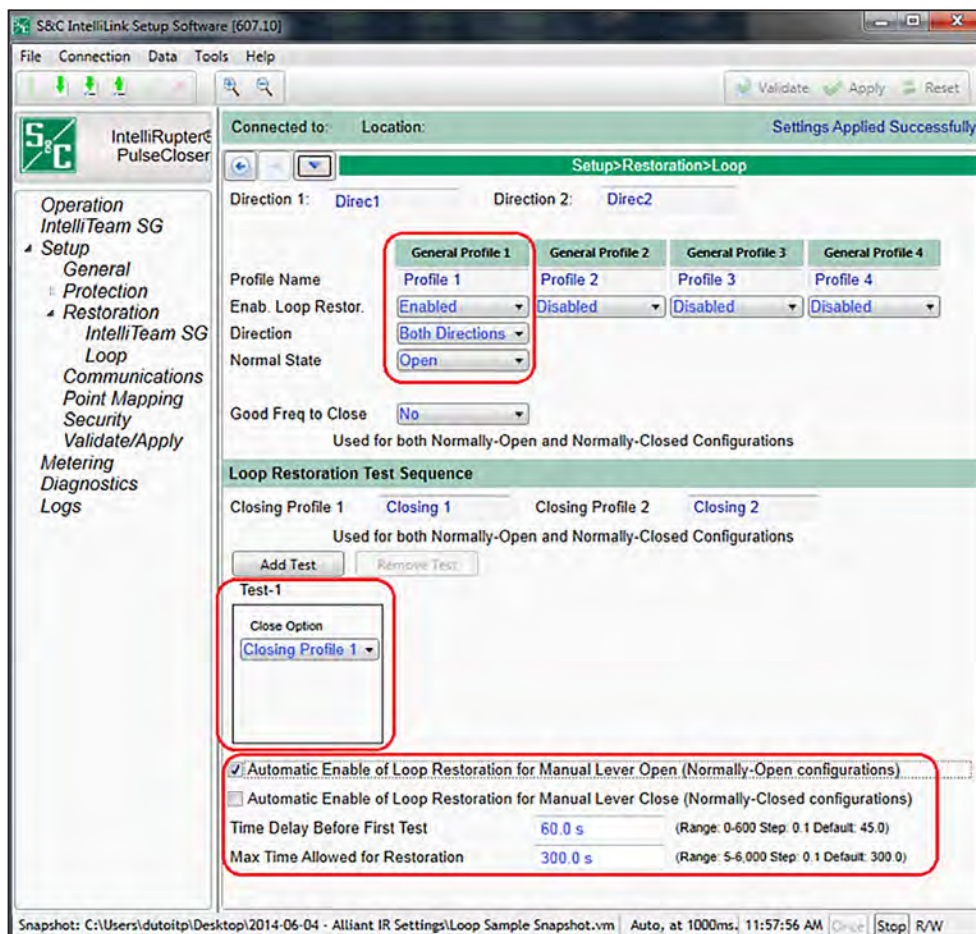 S&C IntelliLink Setup Software [607.10]
File Connection Data Tools Help
Validate Apply Reset
S&C
IntelliRupter®
PulseCloser
Connected to: Location: Settings Applied Successfully
Setup>Restoration>Loop
Operation
IntelliTeam SG
Setup
General
Protection
Restoration
IntelliTeam SG
Loop
Communications
Point Mapping
Security
Validate/Apply
Metering
Diagnostics
Logs
Direction 1: Direc1 Direction 2: Direc2
General Profile 1 General Profile 2 General Profile 3 General Profile 4
Profile Name Profile 1 Profile 2 Profile 3 Profile 4
Enab. Loop Restor. Enabled Disabled Disabled Disabled
Direction Both Directions
Normal State Open
Good Freq to Close No
Used for both Normally-Open and Normally-Closed Configurations
Loop Restoration Test Sequence
Closing Profile 1 Closing 1 Closing Profile 2 Closing 2
Used for both Normally-Open and Normally-Closed Configurations
Add Test Remove Test
Test-1
Close Option
Closing Profile 1
Automatic Enable of Loop Restoration for Manual Lever Open (Normally-Open configurations)
Automatic Enable of Loop Restoration for Manual Lever Close (Normally-Closed configurations)
Time Delay Before First Test 60.0 s (Range: 0-600 Step: 0.1 Default: 45.0)
Max Time Allowed for Restoration 300.0 s (Range: 5-6,000 Step: 0.1 Default: 300.0)
Snapshot: C:\Users\dutoitp\Desktop\2014-06-04 - Alliant IR Settings\Loop Sample Snapshot.vm Auto, at 1000ms. 11:57:56 AM Once Stop R/W